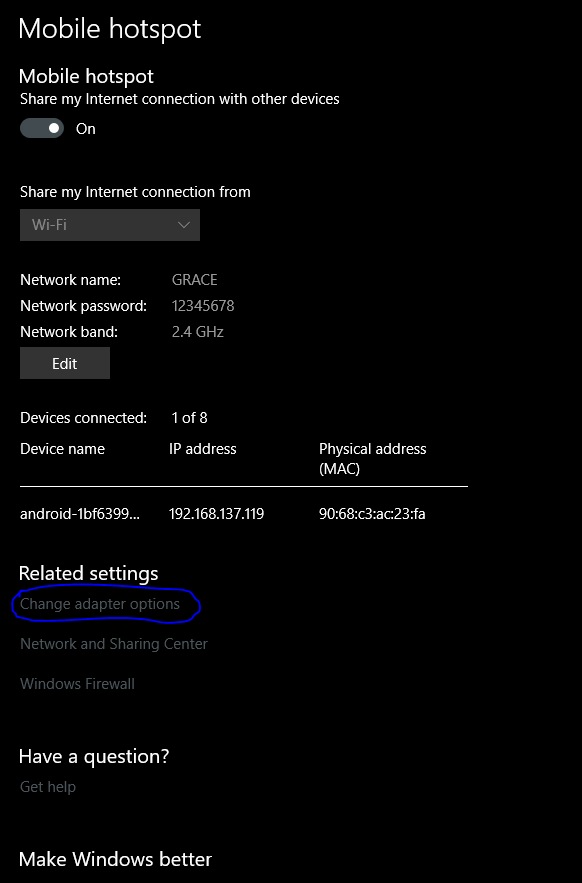 Mobile hotspot
Mobile hotspot
Share my Internet connection with other devices
On
Share my Internet connection from
Wi-Fi
Network name: GRACE
Network password: 12345678
Network band: 2.4 GHz
Edit
Devices connected: 1 of 8
Device name IP address Physical address
(MAC)
android-1bf6399... 192.168.137.119 90:68:c3:ac:23:fa
Related settings
Change adapter options
Network and Sharing Center
Windows Firewall
Have a question?
Get help
Make Windows better